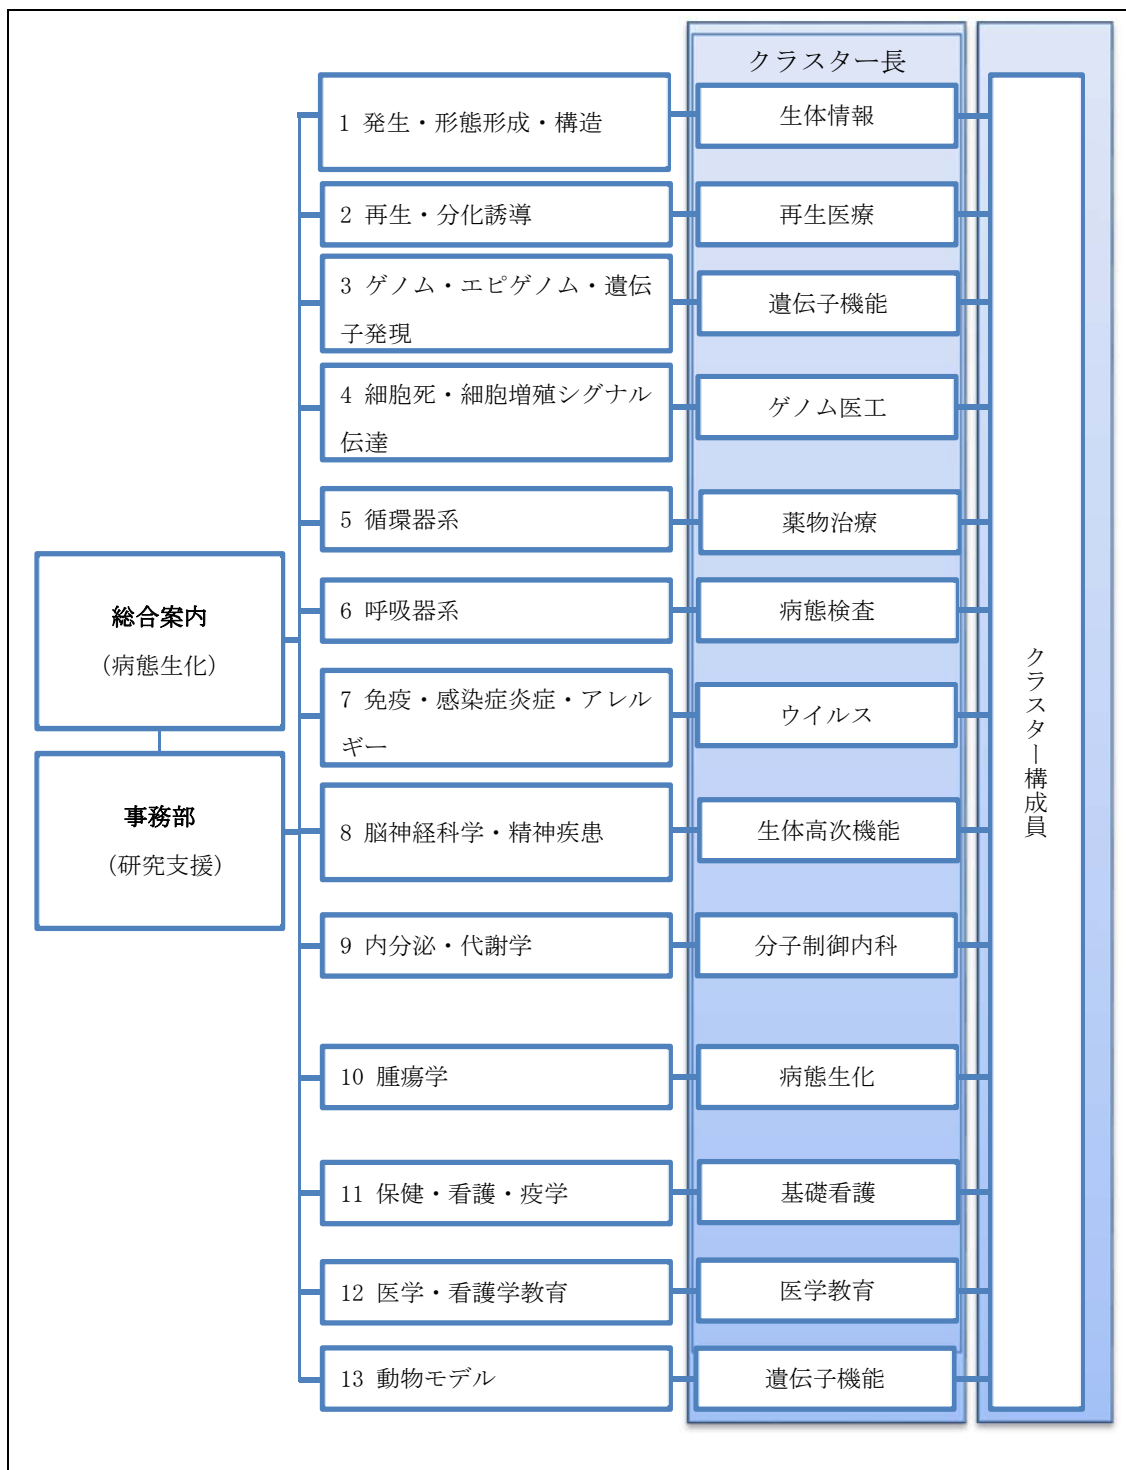 クラスター長
1 発生・形態形成・構造
生体情報
2 再生・分化誘導
再生医療
3 ゲノム・エピゲノム・遺伝
子発現
遺伝子機能
4 細胞死・細胞増殖シグナル
伝達
ゲノム医工
5 循環器系
薬物治療
総合案内
（病態生化）
6 呼吸器系
病態検査
7 免疫・感染症炎症・アレル
ギー
ウイルス
事務部
（研究支援）
8 脳神経科学・精神疾患
生体高次機能
9 内分泌・代謝学
分子制御内科
10 腫瘍学
病態生化
11 保健・看護・疫学
基礎看護
12 医学・看護学教育
医学教育
13 動物モデル
遺伝子機能
クラスター構成員